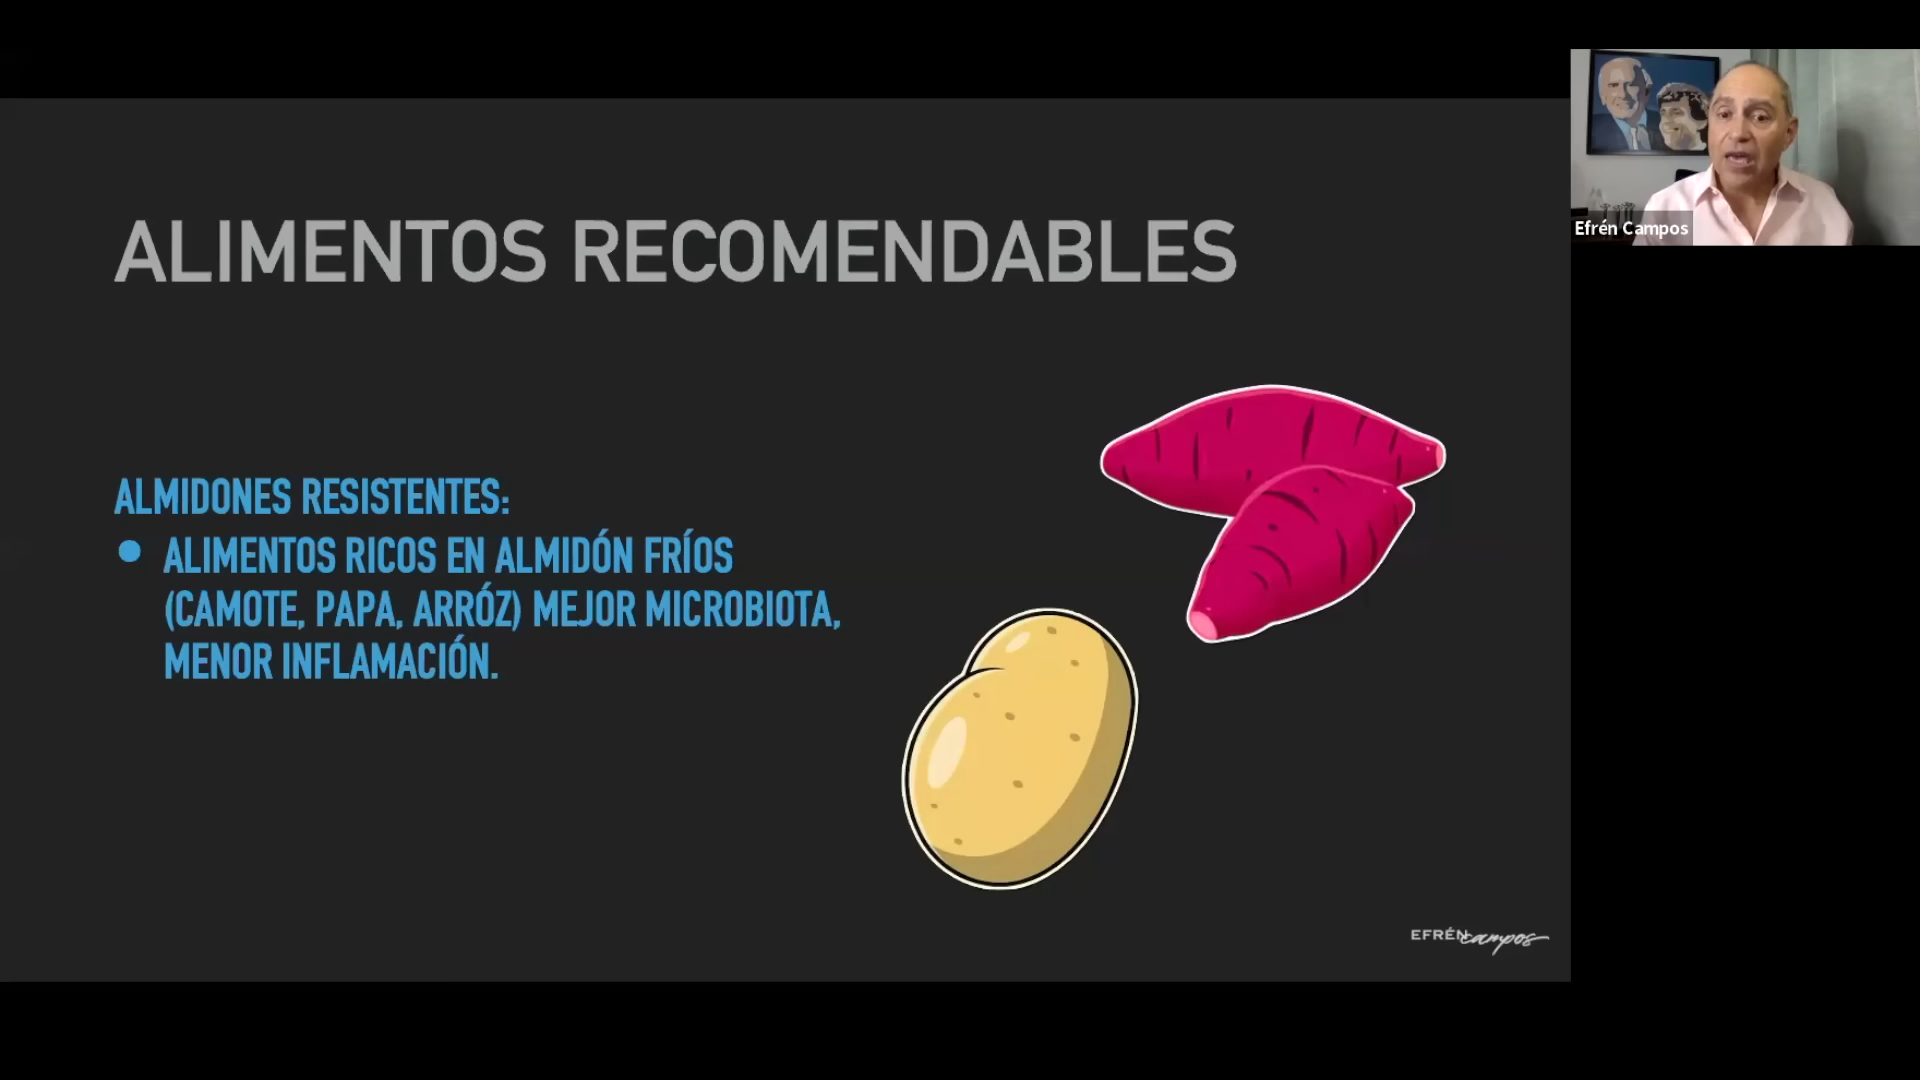 ALIMENTOS RECOMENDABLES
ALMIDONES RESISTENTES:
● ALIMENTOS RICOS EN ALMIDÓN FRÍOS
(CAMOTE, PAPA, ARRÓZ) MEJOR MICROBIOTA,
MENOR INFLAMACIÓN.
Efrén Campos
EFRÉN campos